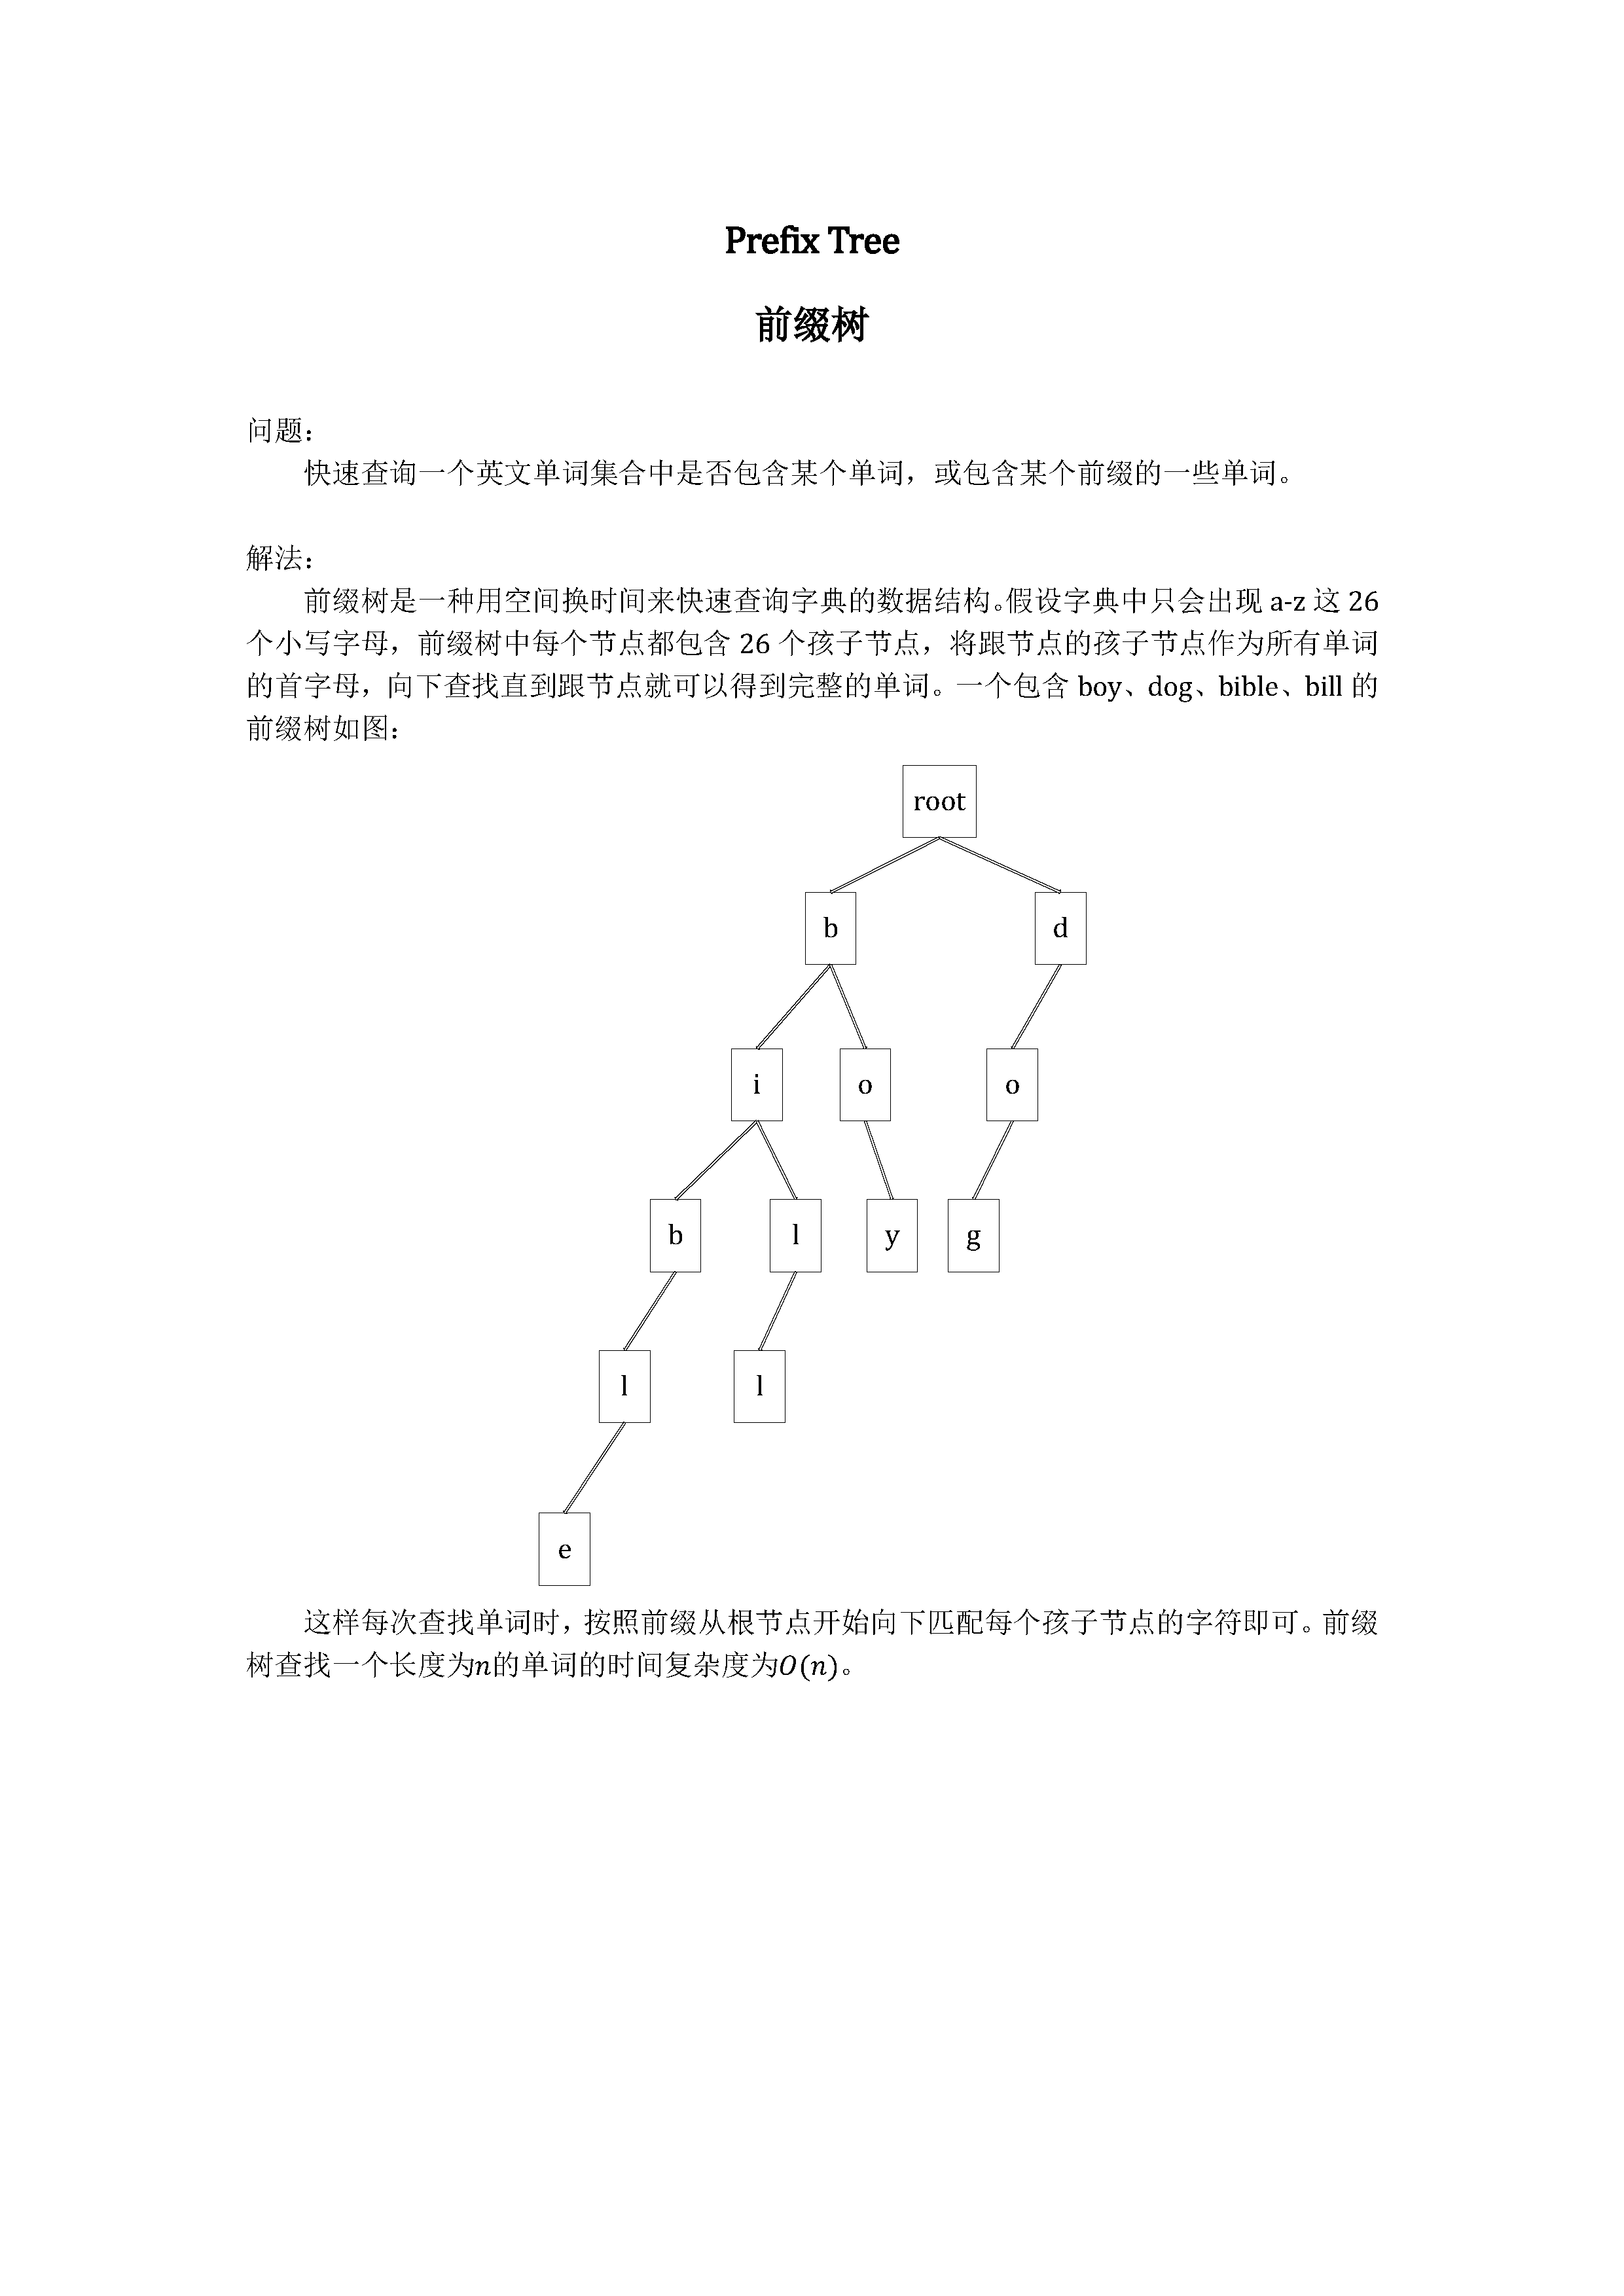 Prefix Tree
前缀树
问题：
快速查询一个英文单词集合中是否包含某个单词，或包含某个前缀的一些单词。
解法：
前缀树是一种用空间换时间来快速查询字典的数据结构。假设字典中只会出现 a-z 这 26
个小写字母，前缀树中每个节点都包含 26 个孩子节点，将跟节点的孩子节点作为所有单词
的首字母，向下查找直到跟节点就可以得到完整的单词。一个包含 boy、dog、bible、bill 的
前缀树如图：
root
b d
i o o
b l y g
l l
e
这样每次查找单词时，按照前缀从根节点开始向下匹配每个孩子节点的字符即可。前缀
树查找一个长度为n的单词的时间复杂度为O(n)。